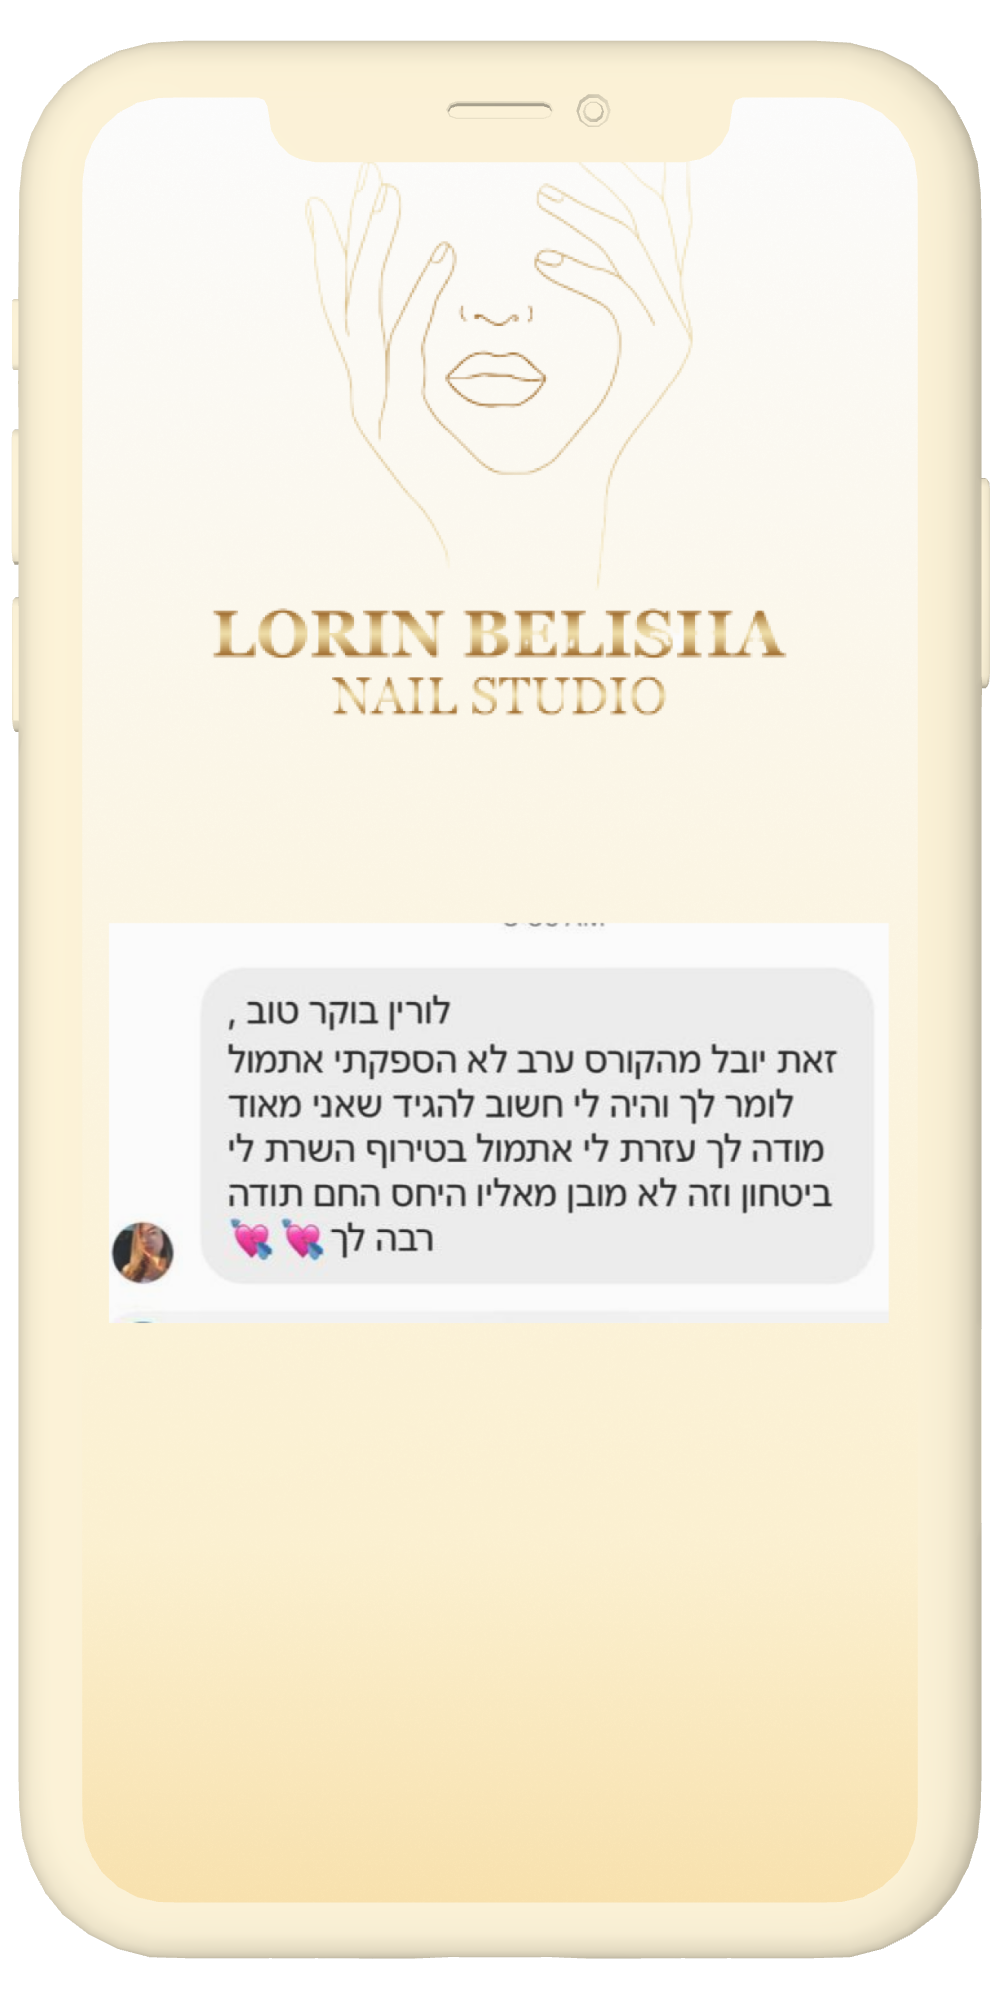 LORIN BELISHA
NAIL STUDIO
לורין בוקר טוב ,
זאת יובל מהקורס ערב לא הספקתי אתמול
לומר לך והיה לי חשוב להגיד שאני מאוד
מודה לך עזרת לי אתמול בטירוף השרת לי
ביטחון וזה לא מובן מאליו היחס החם תודה
רבה לך 💘 💘